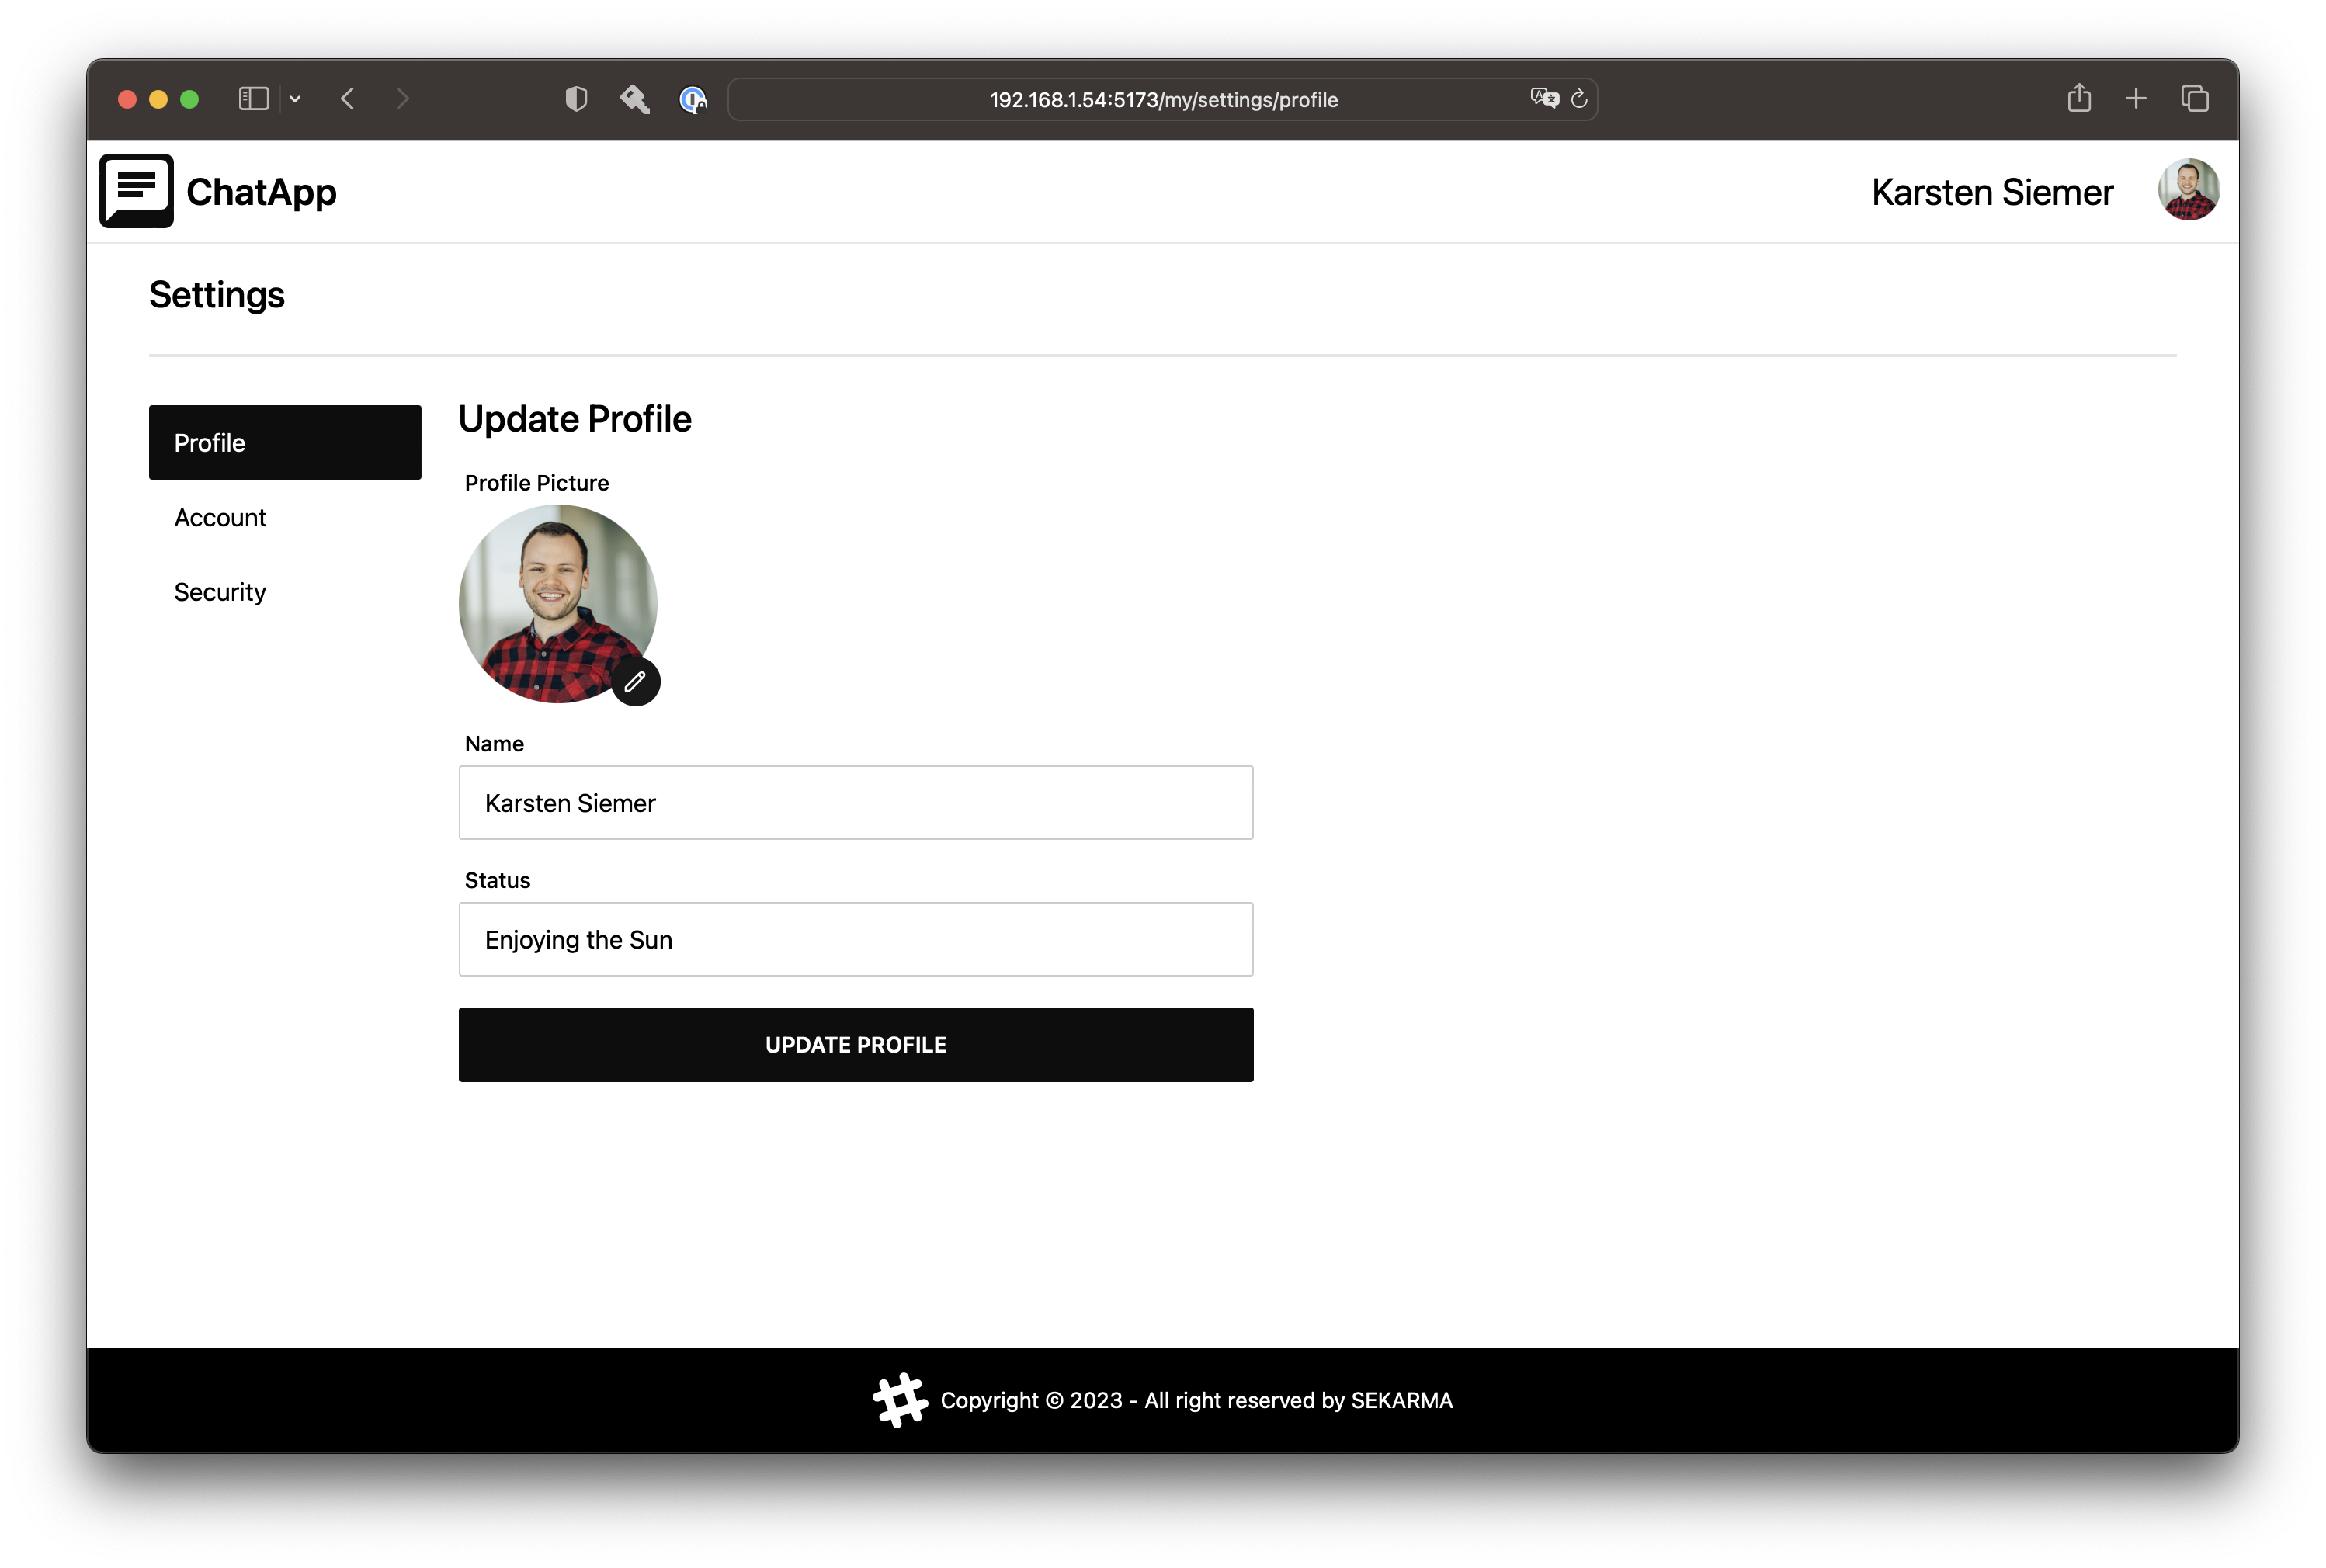 192.168.1.54:5173/my/settings/profile
ChatApp
Karsten Siemer
Settings
Profile
Account
Security
Update Profile
Profile Picture
Name
Karsten Siemer
Status
Enjoying the Sun
UPDATE PROFILE
Copyright © 2023 - All right reserved by SEKARMA